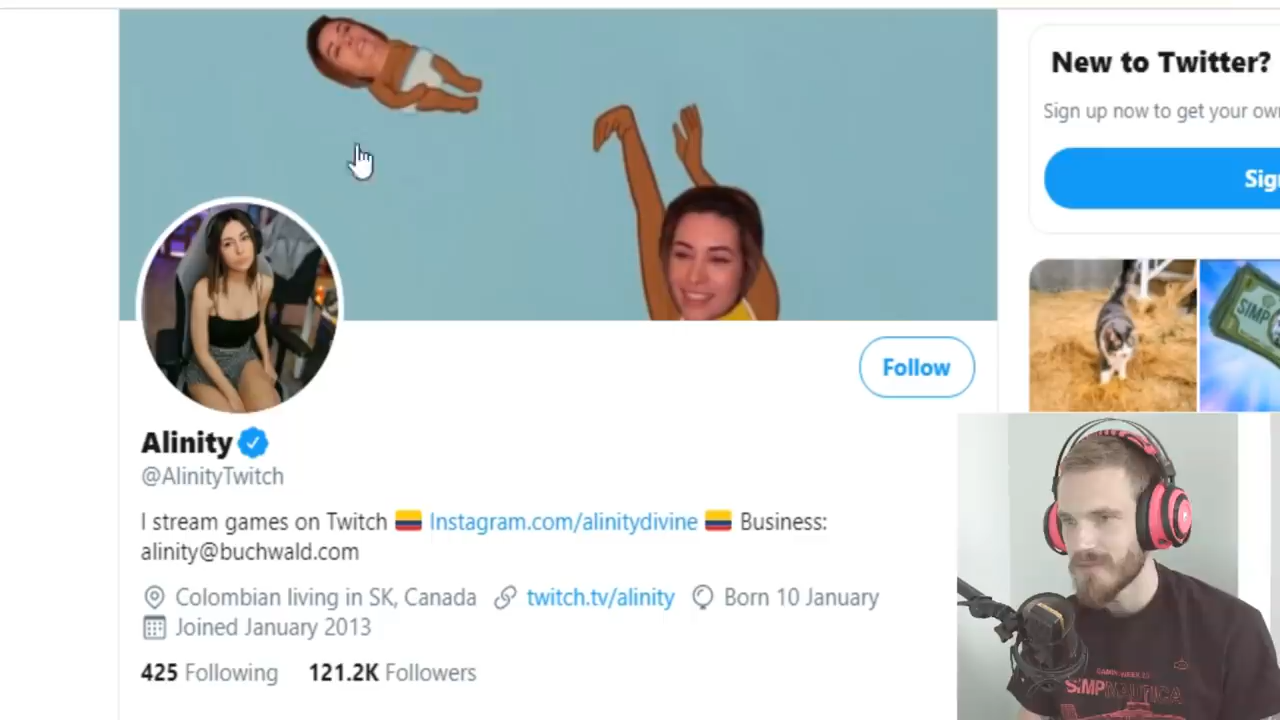 New to Twitter?
Sign up now to get your own
Sign
SIMP
Follow
Alinity
@AlinityTwitch
I stream games on Twitch 🇨🇴 Instagram.com/alinitydivine 🇨🇴 Business:
alinity@buchwald.com
Colombian living in SK, Canada twitch.tv/alinity Born 10 January
Joined January 2013
425 Following 121.2K Followers